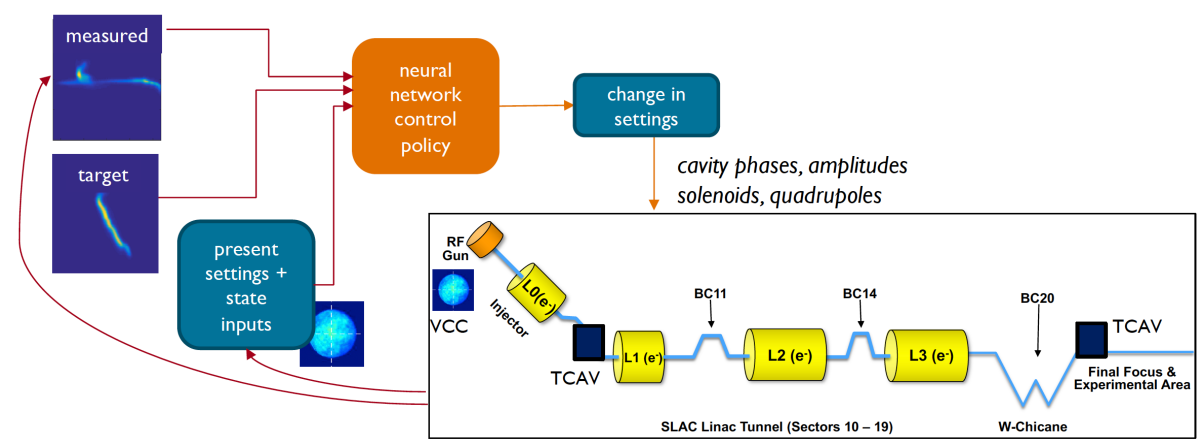 measured
target
neural
network
control
policy
change in
settings
cavity phases, amplitudes
solenoids, quadrupoles
present
settings +
state
inputs
RF
Gun
VCC
L0(e-)
Injector
TCAV
L1 (e-)
BC11
L2 (e-)
BC14
L3 (e-)
BC20
TCAV
Final Focus &
Experimental Area
SLAC Linac Tunnel (Sectors 10 – 19)
W-Chicane